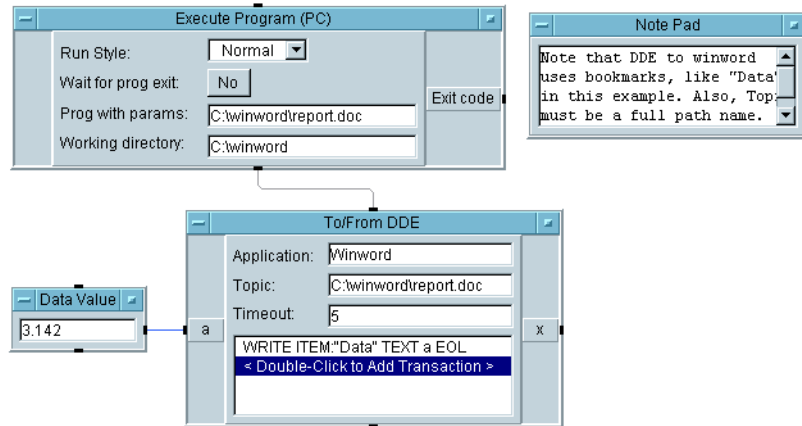 Execute Program (PC)
Run Style: Normal
Wait for prog exit: No
Prog with params: C:\winword\report.doc
Working directory: C:\winword
Exit code
Note Pad
Note that DDE to winword
uses bookmarks, like "Data"
in this example. Also, Top
must be a full path name.
To/From DDE
Application: Winword
Topic: C:\winword\report.doc
Timeout: 5
a
x
WRITE ITEM:"Data" TEXT a EOL
< Double-Click to Add Transaction >
Data Value
3.142